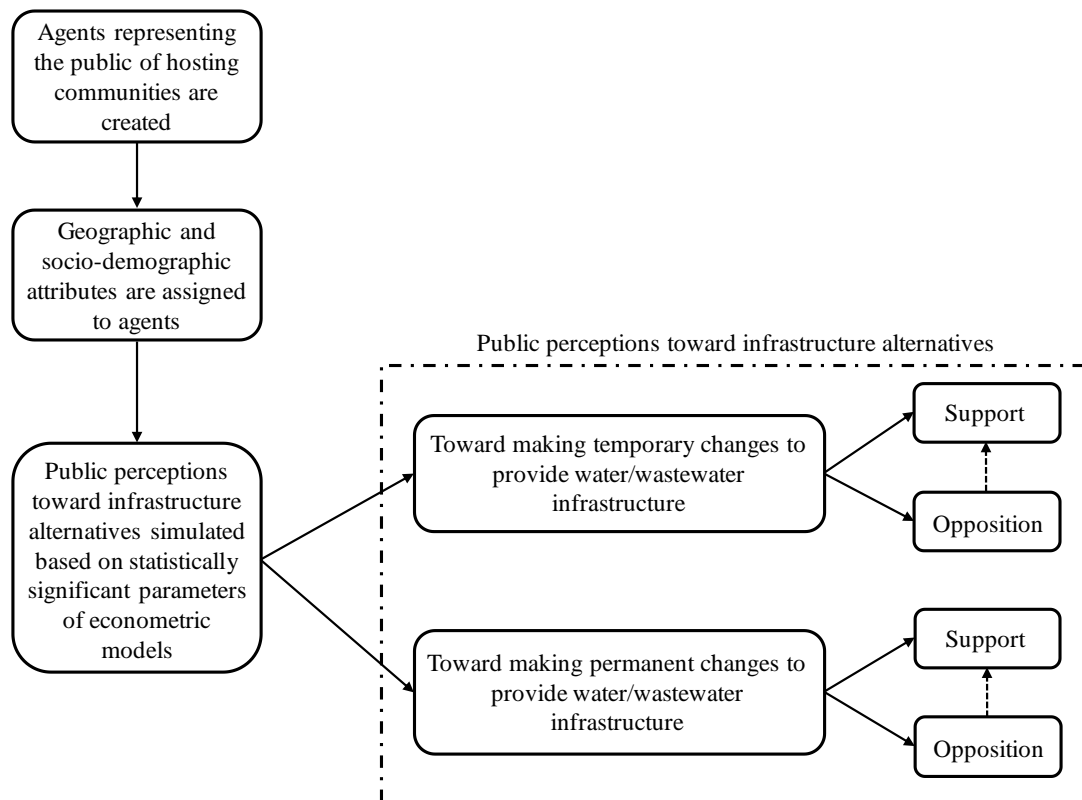 Agents representing
the public of hosting
communities are
created
Geographic and
socio-demographic
attributes are assigned
to agents
Public perceptions
toward infrastructure
alternatives simulated
based on statistically
significant parameters
of econometric
models
Public perceptions toward infrastructure alternatives
Toward making temporary changes to
provide water/wastewater
infrastructure
Support
Opposition
Toward making permanent changes to
provide water/wastewater
infrastructure
Support
Opposition